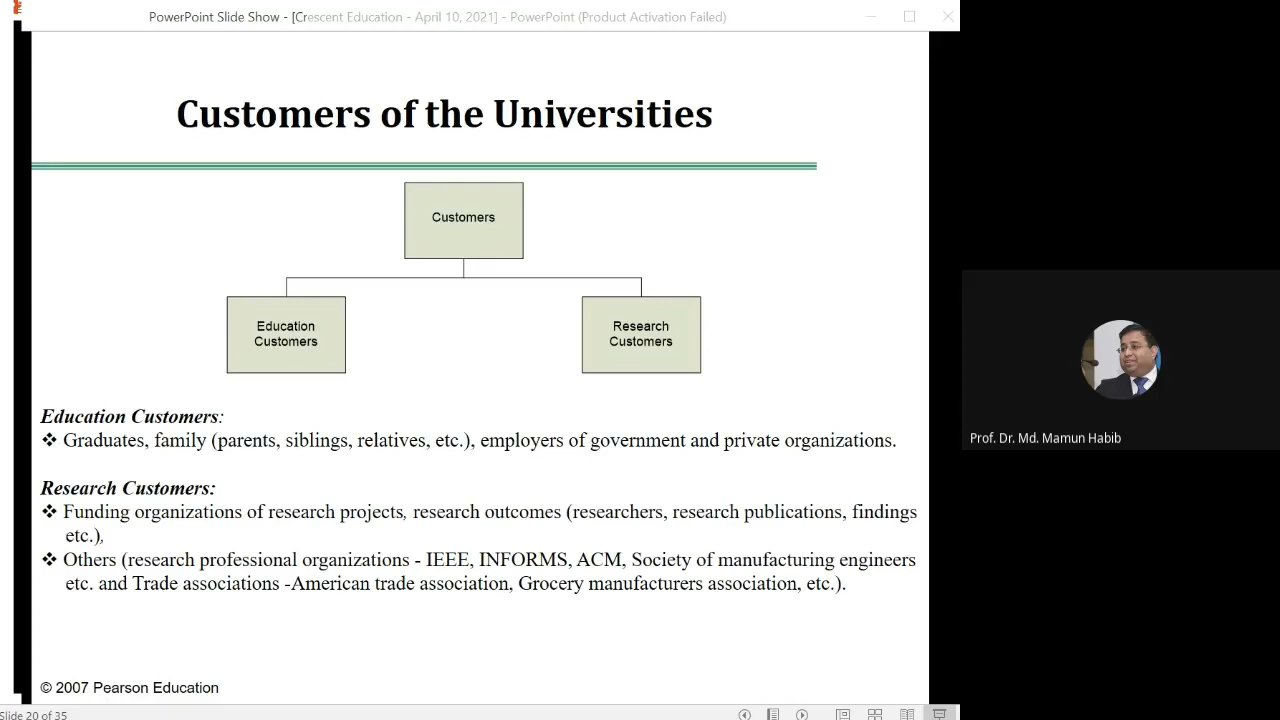 PowerPoint Slide Show - [Crescent Education - April 10, 2021] - PowerPoint (Product Activation Failed)
Customers of the Universities
Customers
Education
Customers
Research
Customers
Education Customers:
❖ Graduates, family (parents, siblings, relatives, etc.), employers of government and private organizations.
Research Customers:
❖ Funding organizations of research projects, research outcomes (researchers, research publications, findings
etc.),
❖ Others (research professional organizations - IEEE, INFORMS, ACM, Society of manufacturing engineers
etc. and Trade associations -American trade association, Grocery manufacturers association, etc.).
Prof. Dr. Md. Mamun Habib
© 2007 Pearson Education
Slide 20 of 35